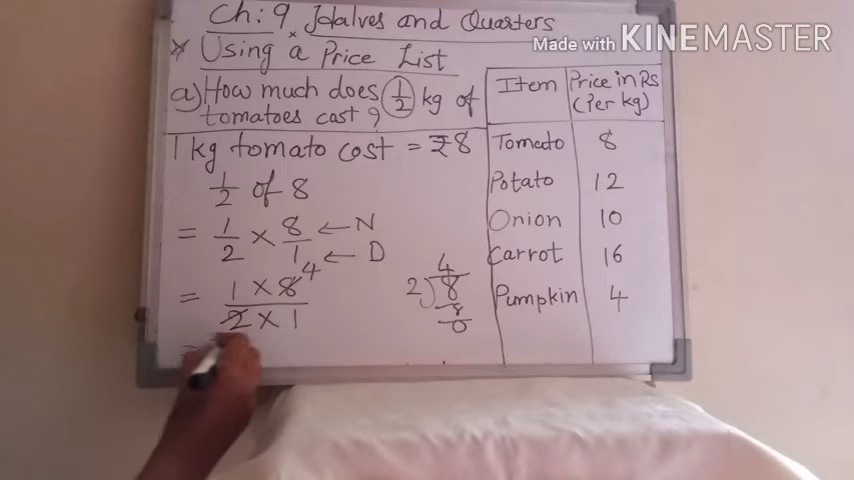 Ch: 9 Halves and Quarters
Made with KINEMASTER
* Using a Price List
a) How much does 1/2 kg of
tomatoes cost?
1 kg tomato cost = ₹8
1/2 of 8
= 1/2 × 8/1 ← N
← D
= 1 × 8 4
2 × 1
=
4
2)8
8
0
Item Price in Rs
(Per kg)
Tomato 8
Potato 12
Onion 10
Carrot 16
Pumpkin 4